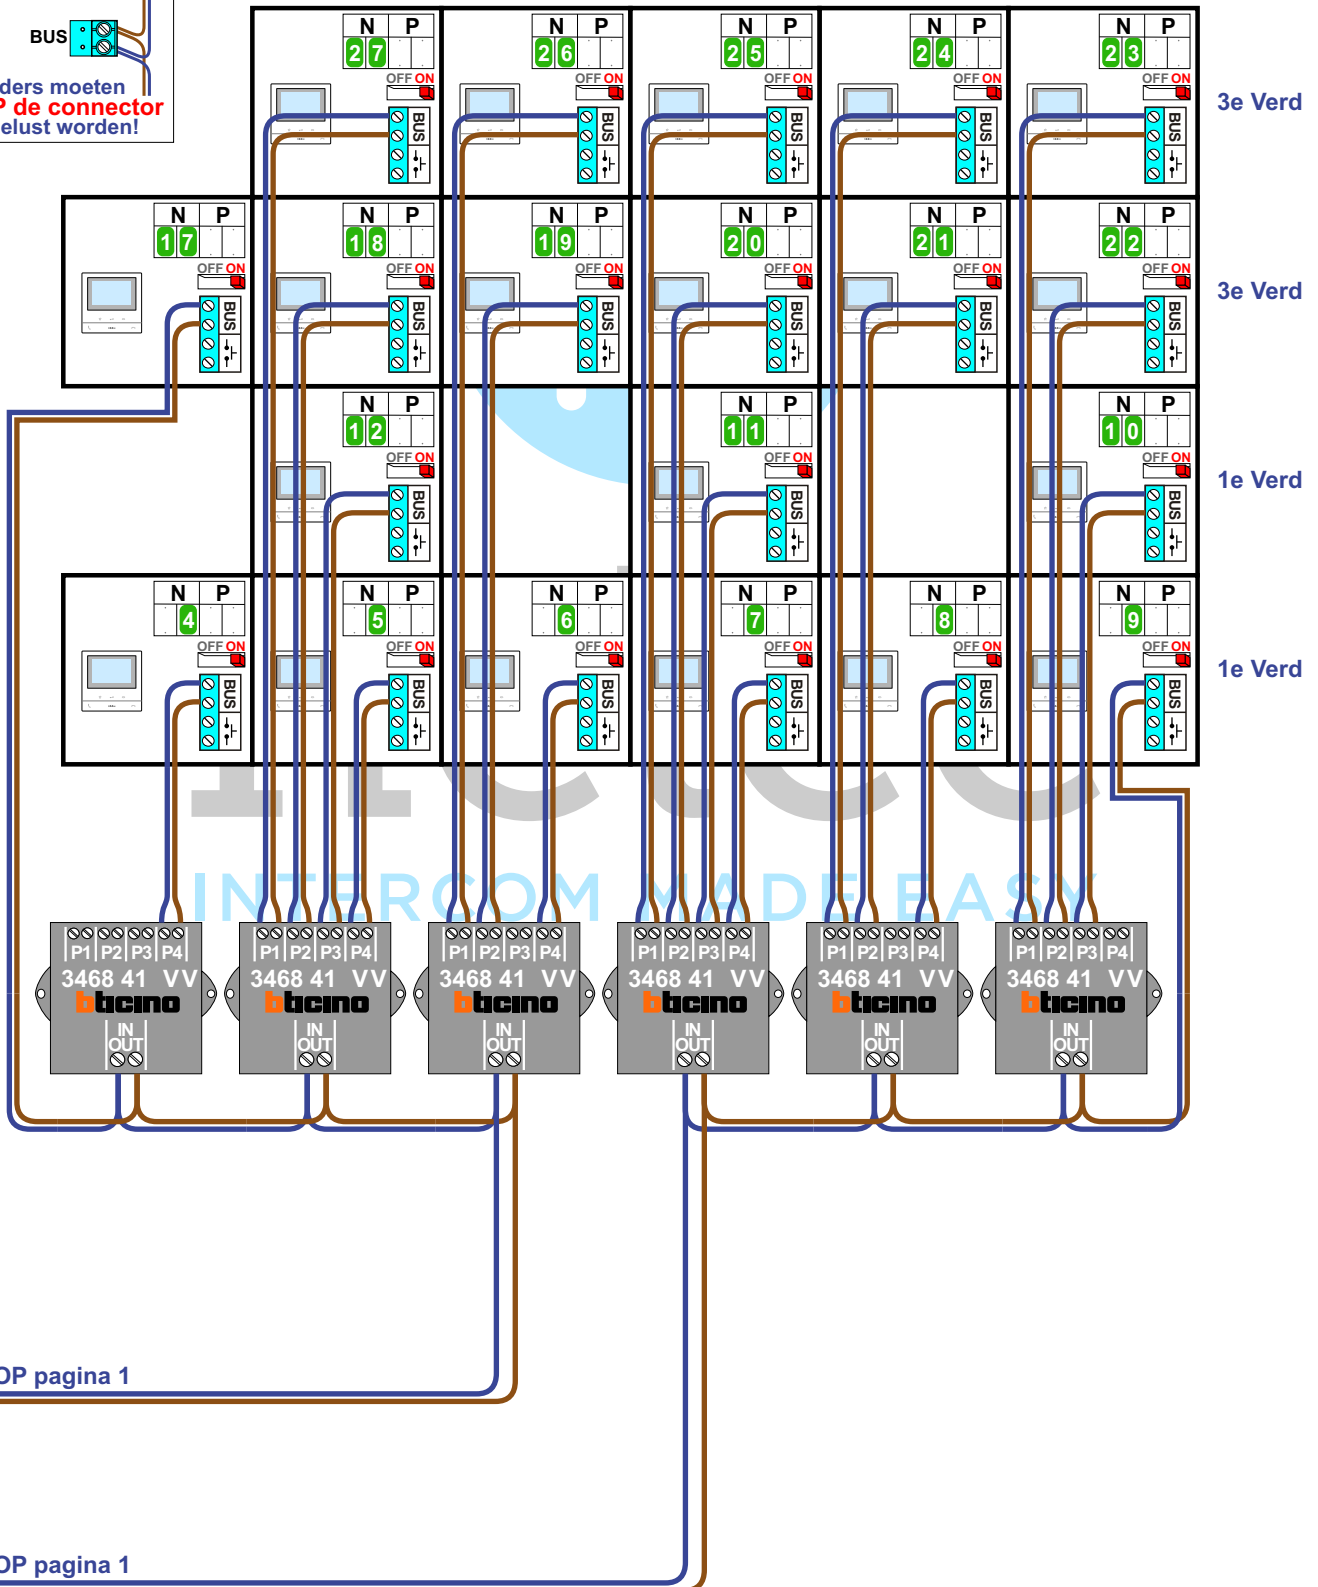 BUS
ders moeten
P de connector
elust worden!
N P N P N P N P N P
27 26 25 24 23
OFF ON OFF ON OFF ON OFF ON OFF ON
3e Verd
BUS BUS BUS BUS BUS
N P N P N P N P N P N P
17 18 19 20 21 22
OFF ON OFF ON OFF ON OFF ON OFF ON OFF ON
3e Verd
BUS BUS BUS BUS BUS BUS
N P N P N P
12 11 10
OFF ON OFF ON OFF ON
1e Verd
BUS BUS BUS
N P N P N P N P N P N P
4 5 6 7 8 9
OFF ON OFF ON OFF ON OFF ON OFF ON OFF ON
1e Verd
BUS BUS BUS BUS BUS BUS
INTERCOM MADE EASY
P1 P2 P3 P4 P1 P2 P3 P4 P1 P2 P3 P4 P1 P2 P3 P4 P1 P2 P3 P4 P1 P2 P3 P4
3468 41 VV 3468 41 VV 3468 41 VV 3468 41 VV 3468 41 VV 3468 41 VV
bticino bticino bticino bticino bticino bticino
IN IN IN IN IN IN
OUT OUT OUT OUT OUT OUT
OP pagina 1
OP pagina 1